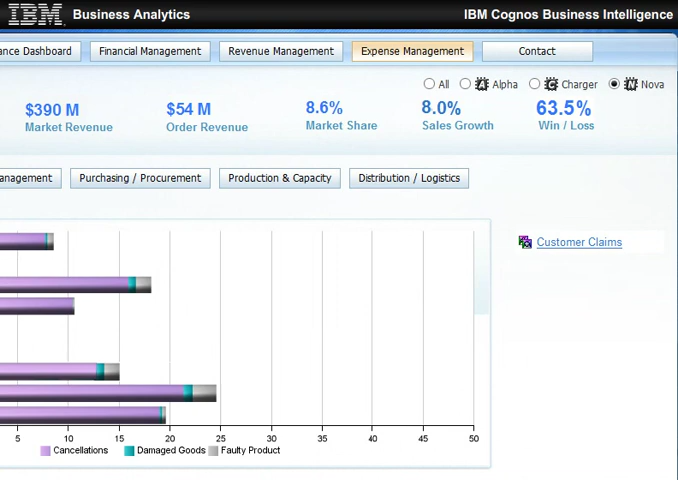 IBM Business Analytics IBM Cognos Business Intelligence
ance Dashboard Financial Management Revenue Management Expense Management Contact
All A Alpha C Charger N Nova
$390 M $54 M 8.6% 8.0% 63.5%
Market Revenue Order Revenue Market Share Sales Growth Win / Loss
anagement Purchasing / Procurement Production & Capacity Distribution / Logistics
Customer Claims
5 10 15 20 25 30 35 40 45 50
Cancellations Damaged Goods Faulty Product